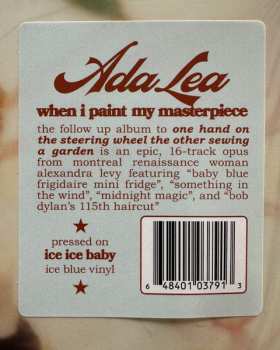 Ada Lea
when i paint my masterpiece
the follow up album to one hand on
the steering wheel the other sewing
a garden is an epic, 16-track opus
from montreal renaissance woman
alexandra levy featuring "baby blue
frigidaire mini fridge", "something in
the wind", "midnight magic", and "bob
dylan's 115th haircut"
pressed on
ice ice baby
ice blue vinyl
6 48401 03791 3